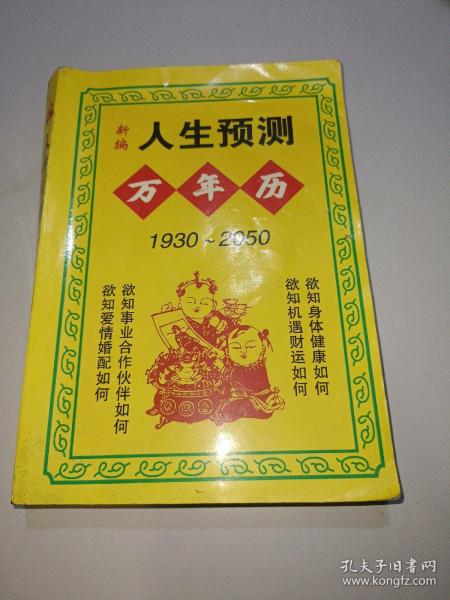 新编
人生预测
万年历
1930~2050
欲知身体健康如何
欲知机遇财运如何
欲知事业合作伙伴如何
欲知爱情婚配如何
孔夫子旧书网
www.kongfz.com